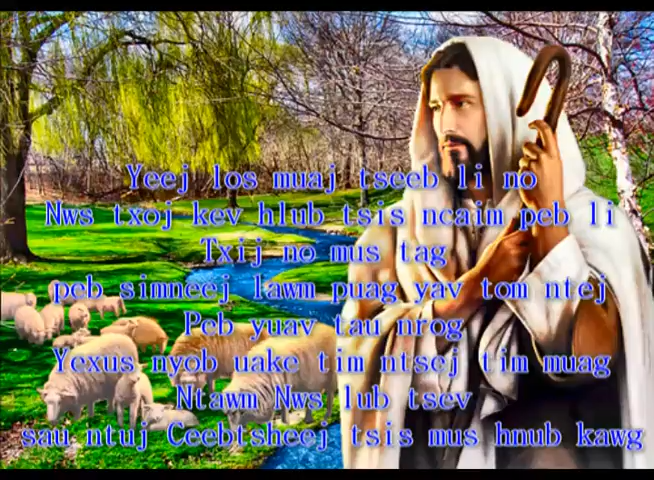 Yeej los muaj tseeb li no
Nws txoj kev hlub tsis ncaim peb li
Txij no mus tag
peb simneej lawm puag yav tom ntej
Peb yuav tau nrog
Yexus nyob uake tim ntsej tim muag
Ntawm Nws lub tsev
sau ntuj Ceebtsheej tsis mus hnub kawg